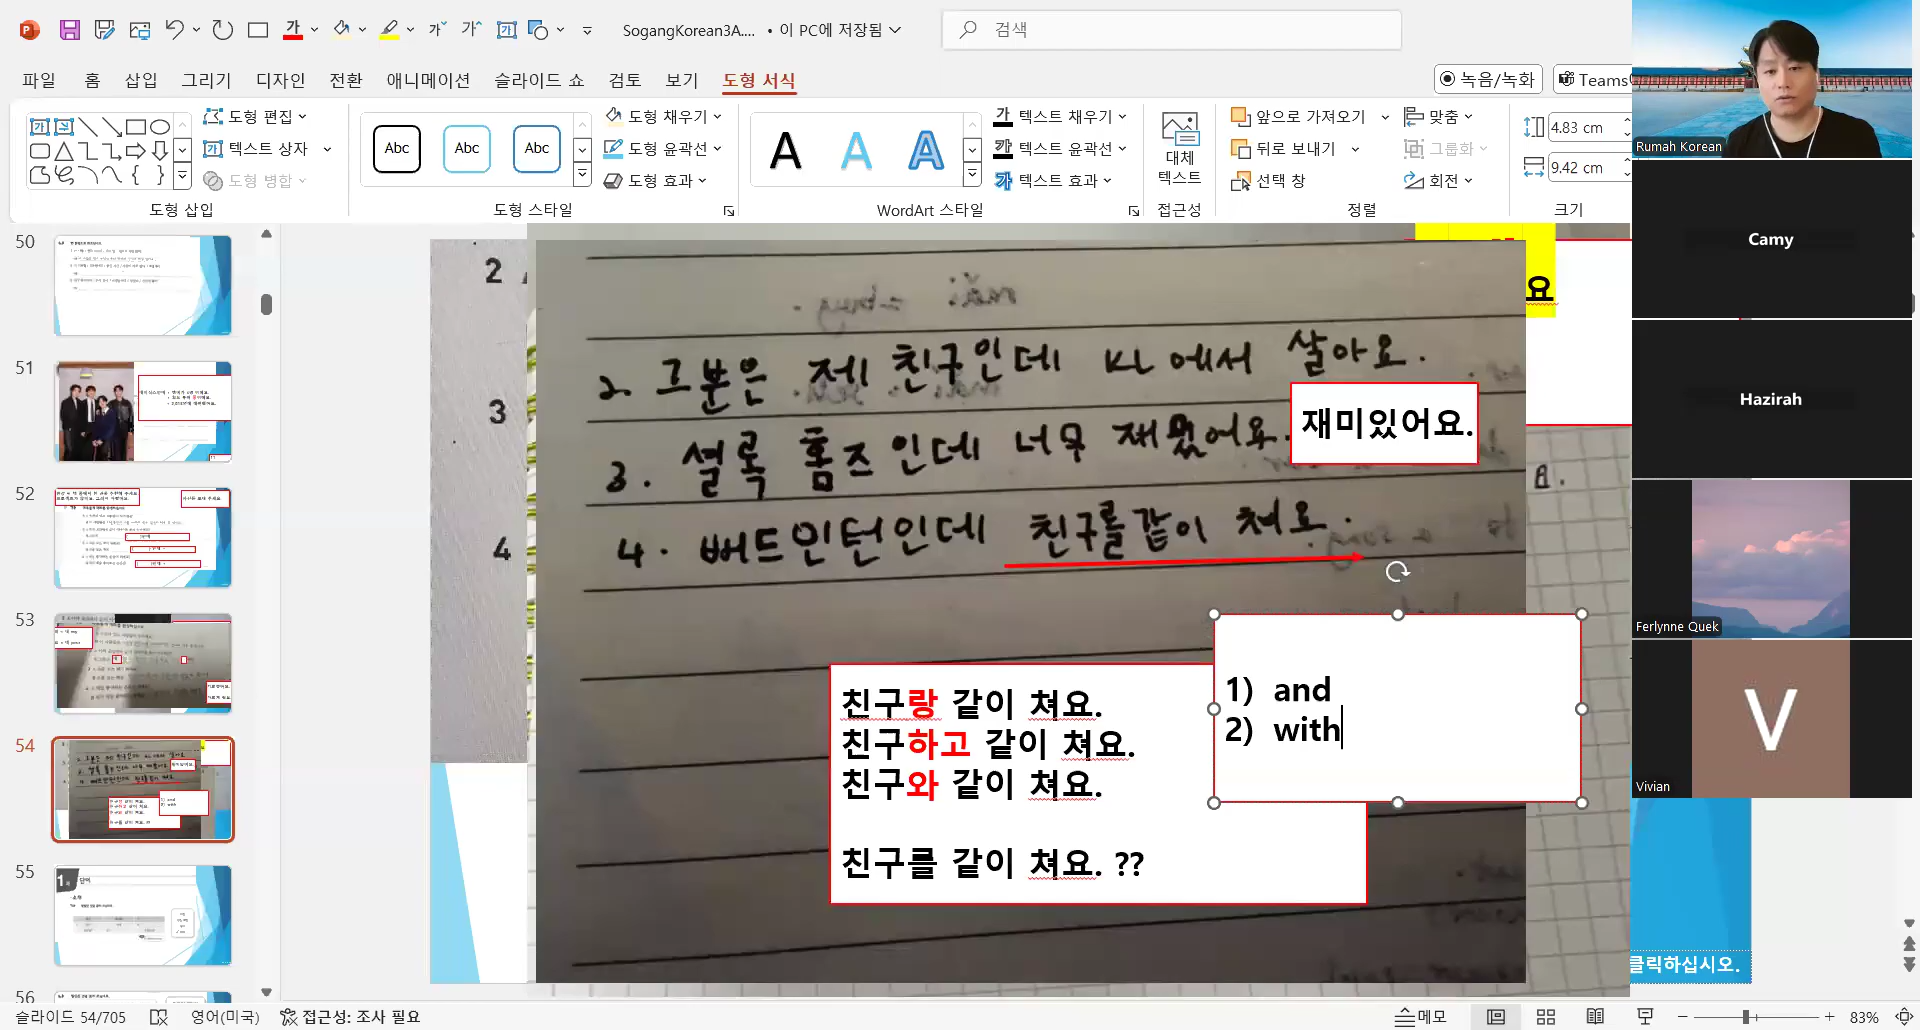 SogangKorean3A.... • 이 PC에 저장됨
검색
파일 홈 삽입 그리기 디자인 전환 애니메이션 슬라이드 쇼 검토 보기 도형 서식
녹음/녹화 Teams
도형 편집
텍스트 상자
도형 병합
도형 삽입
Abc Abc Abc
도형 채우기
도형 윤곽선
도형 효과
도형 스타일
A A A
텍스트 채우기
텍스트 윤곽선
텍스트 효과
WordArt 스타일
대체
텍스트
접근성
앞으로 가져오기
뒤로 보내기
선택 창
맞춤
그룹화
회전
정렬
4.83 cm
9.42 cm
크기
50
51
52
53
54
55
56
2
3
4
요
2. 그분은 제 친구인데 KL에서 살아요.
재미있어요.
3. 셜록 홈즈인데 너무 재밌어요.
4. 버드민턴인데 친구를같이 쳐요.
친구랑 같이 쳐요.
친구하고 같이 쳐요.
친구와 같이 쳐요.
친구를 같이 쳐요. ??
1) and
2) with
클릭하십시오.
Rumah Korean
Camy
Hazirah
Ferlynne Quek
V
Vivian
슬라이드 54/705 영어(미국) 접근성: 조사 필요
메모
83%